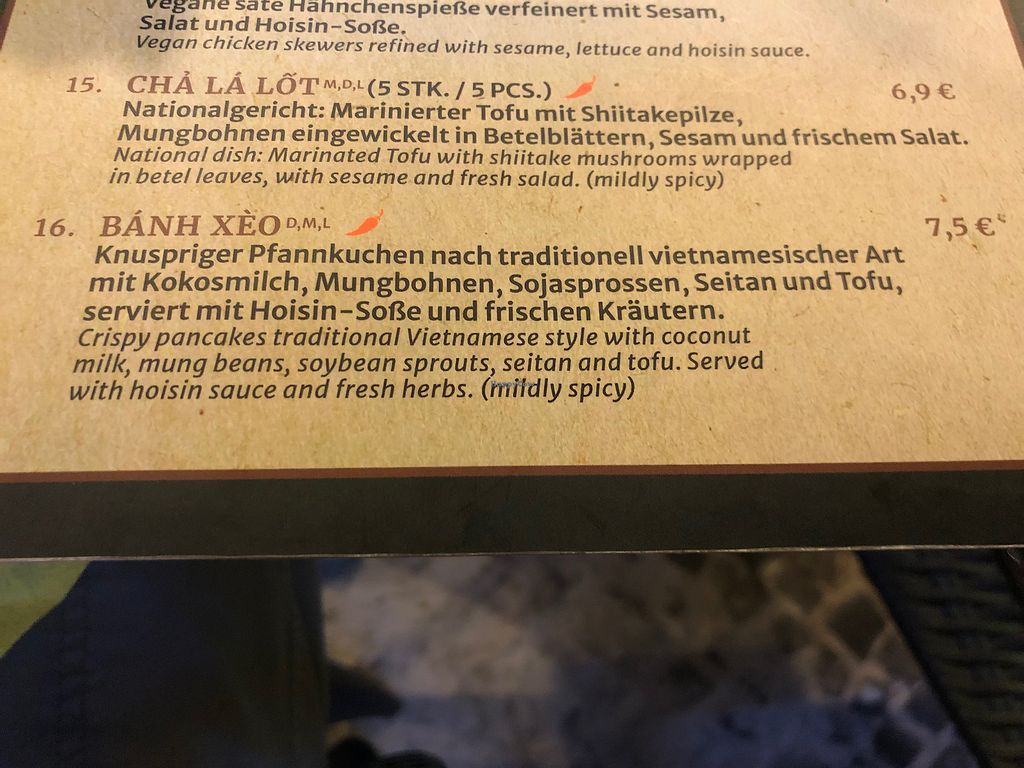 Vegane saté Hähnchenspieße verfeinert mit Sesam,
Salat und Hoisin-Soße.
Vegan chicken skewers refined with sesame, lettuce and hoisin sauce.
15. CHẢ LÁ LỐT M,D,L (5 STK. / 5 PCS.) 6,9 €
Nationalgericht: Marinierter Tofu mit Shiitakepilze,
Mungbohnen eingewickelt in Betelblättern, Sesam und frischem Salat.
National dish: Marinated Tofu with shiitake mushrooms wrapped
in betel leaves, with sesame and fresh salad. (mildly spicy)
16. BÁNH XÈO D,M,L 7,5 €
Knuspriger Pfannkuchen nach traditionell vietnamesischer Art
mit Kokosmilch, Mungbohnen, Sojasprossen, Seitan und Tofu,
serviert mit Hoisin-Soße und frischen Kräutern.
Crispy pancakes traditional Vietnamese style with coconut
milk, mung beans, soybean sprouts, seitan and tofu. Served
with hoisin sauce and fresh herbs. (mildly spicy)